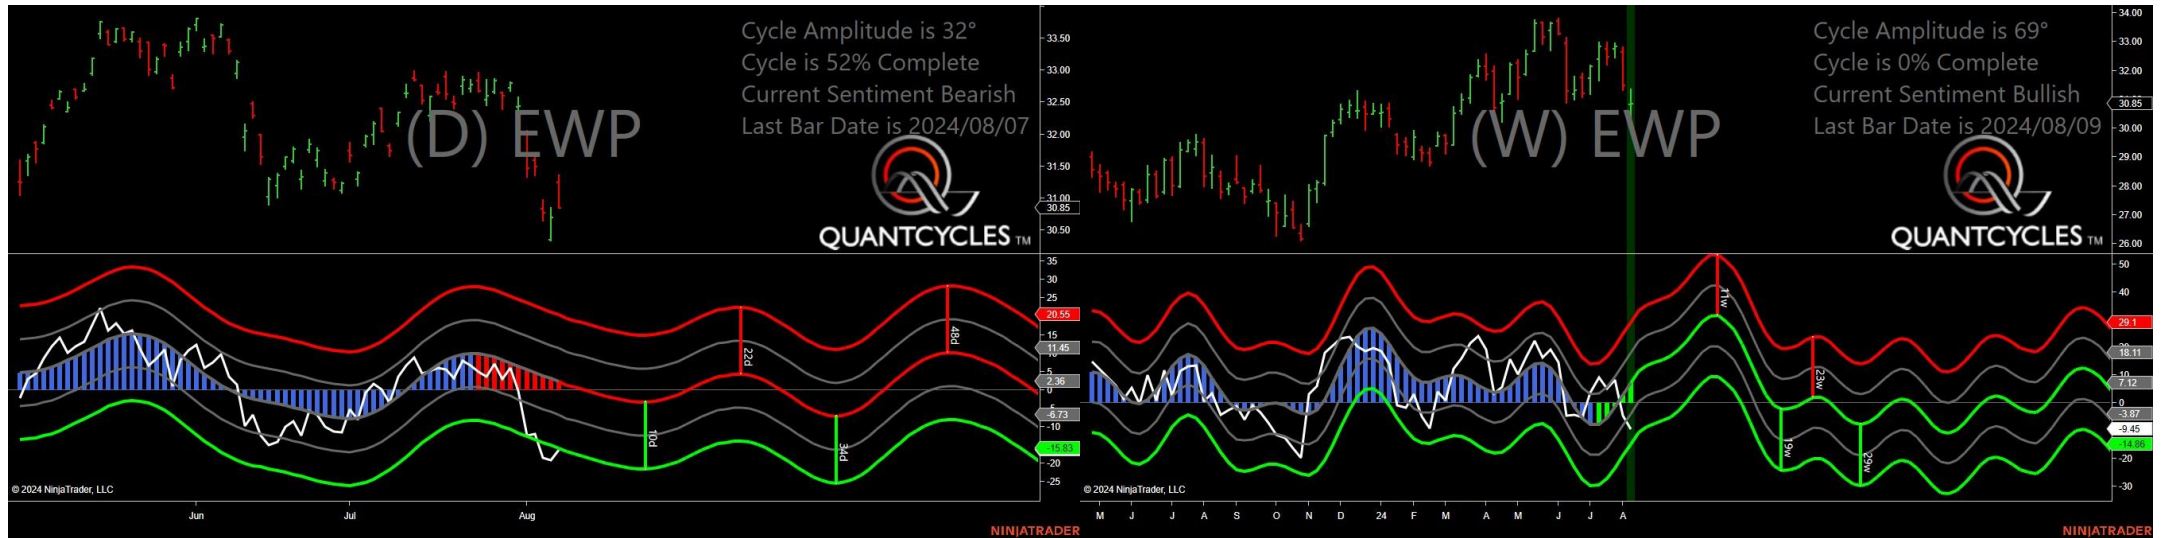 Cycle Amplitude is 32°
Cycle is 52% Complete
Current Sentiment Bearish
Last Bar Date is 2024/08/07
(D) EWP
QUANTCYCLES TM
33.50
33.00
32.50
32.00
31.50
31.00
30.85
30.50
35
30
25
20.55
15
11.45
5
2.36
0
-5
-6.73
-10
-15.83
-20
-25
10d
22d
34d
48d
© 2024 NinjaTrader, LLC
Jun
Jul
Aug
NINJATRADER
Cycle Amplitude is 69°
Cycle is 0% Complete
Current Sentiment Bullish
Last Bar Date is 2024/08/09
(W) EWP
QUANTCYCLES TM
34.00
33.00
32.00
30.85
30.00
29.00
28.00
27.00
26.00
50
40
29.1
18.11
7.12
0
-3.87
-9.45
-14.86
-20
-30
11w
23w
19w
29w
© 2024 NinjaTrader, LLC
M J J A S O N D 24 F M A M J J A
NINJATRADER